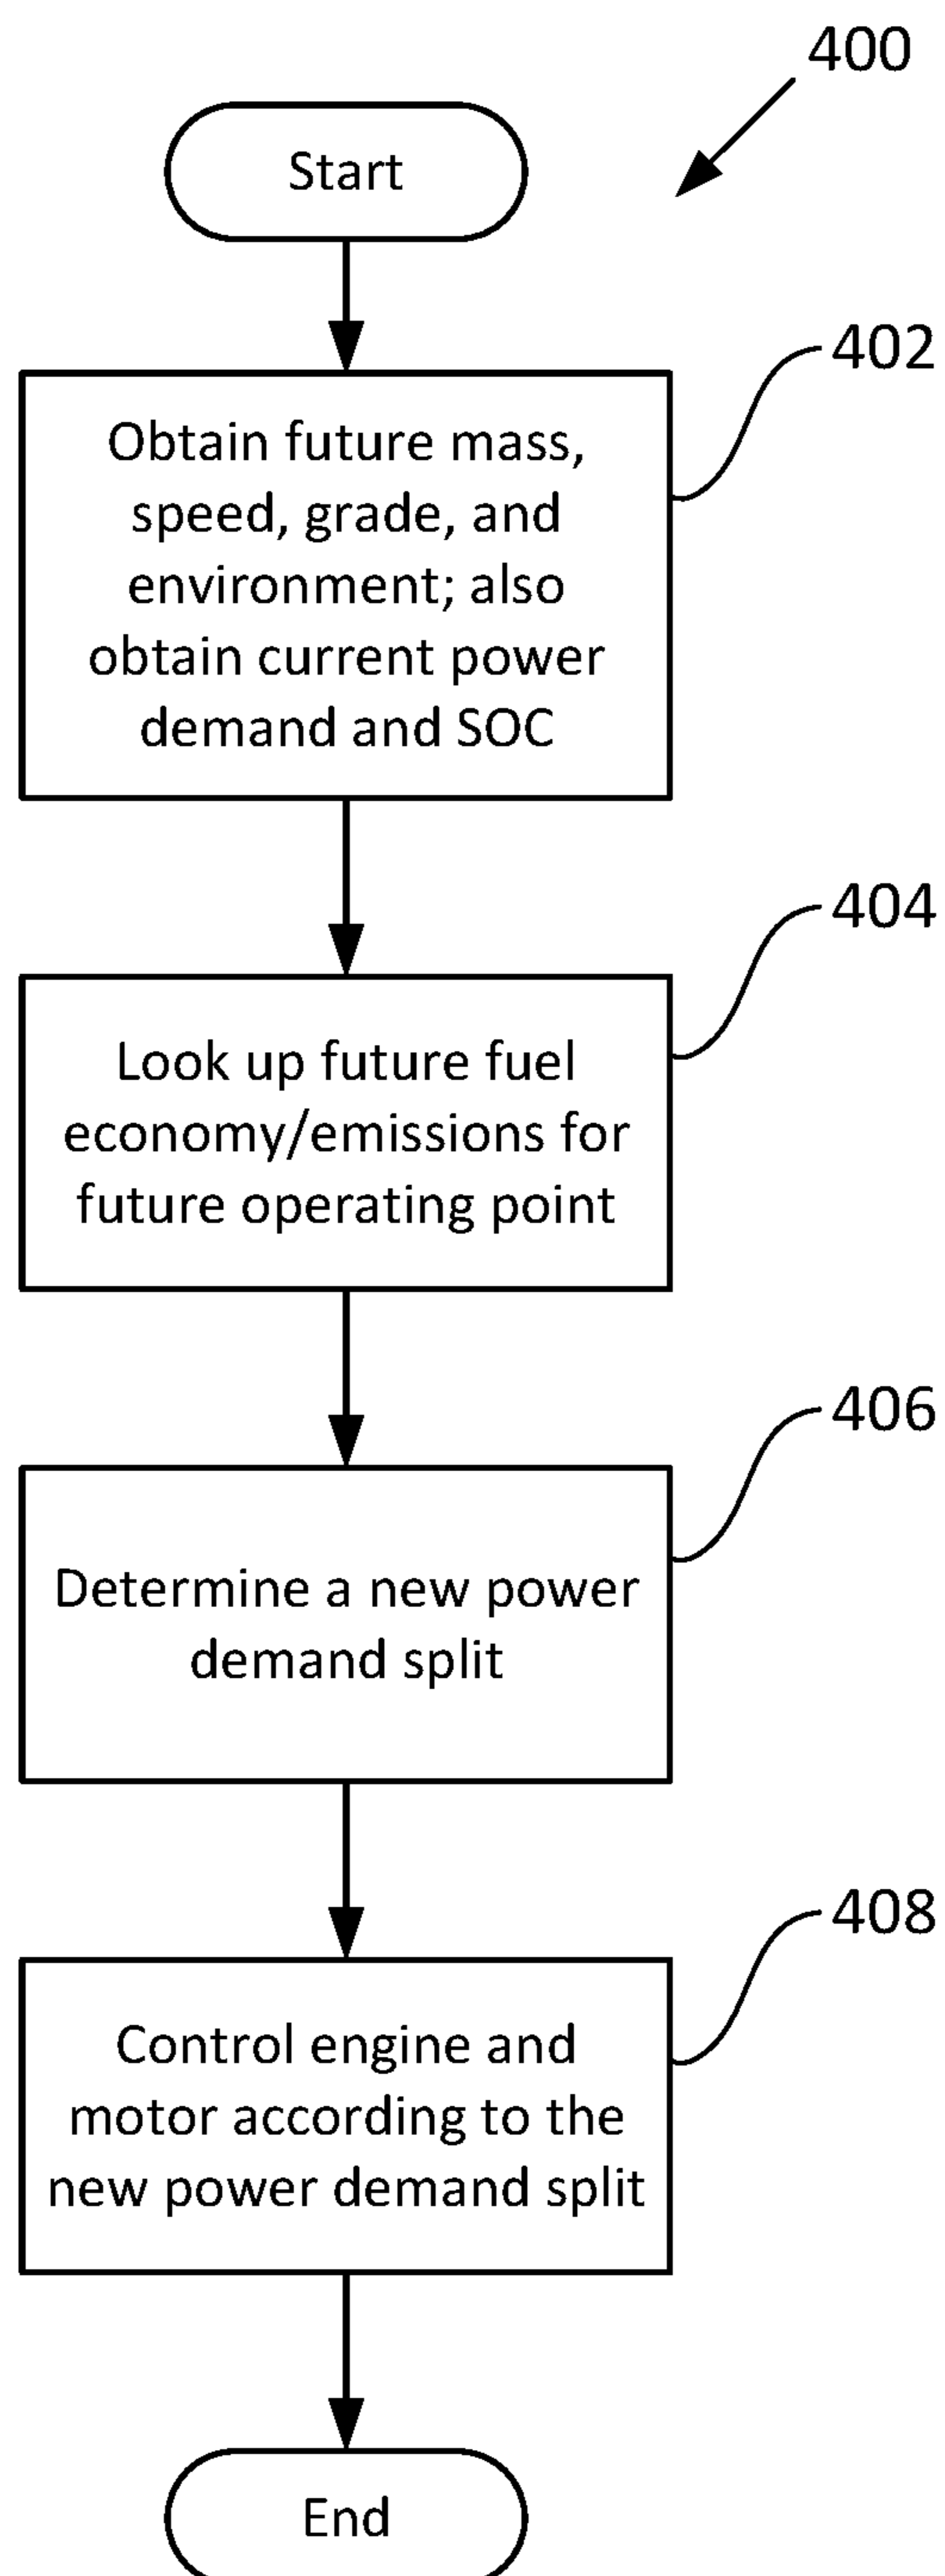 400
Start
402
Obtain future mass,
speed, grade, and
environment; also
obtain current power
demand and SOC
404
Look up future fuel
economy/emissions for
future operating point
406
Determine a new power
demand split
408
Control engine and
motor according to the
new power demand split
End